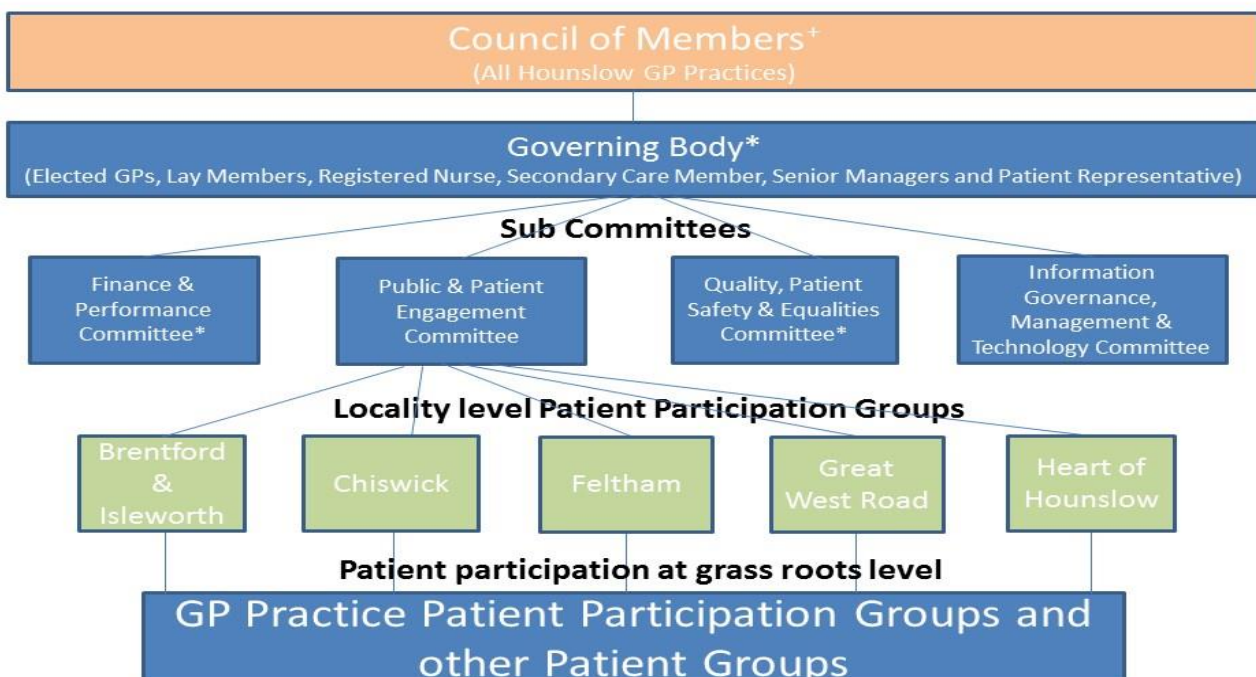 Council of Members⁺
(All Hounslow GP Practices)
Governing Body*
(Elected GPs, Lay Members, Registered Nurse, Secondary Care Member, Senior Managers and Patient Representative)
Sub Committees
Finance &
Performance
Committee*
Public & Patient
Engagement
Committee
Quality, Patient
Safety & Equalities
Committee*
Information
Governance,
Management &
Technology Committee
Locality level Patient Participation Groups
Brentford
&
Isleworth
Chiswick
Feltham
Great
West Road
Heart of
Hounslow
Patient participation at grass roots level
GP Practice Patient Participation Groups and
other Patient Groups